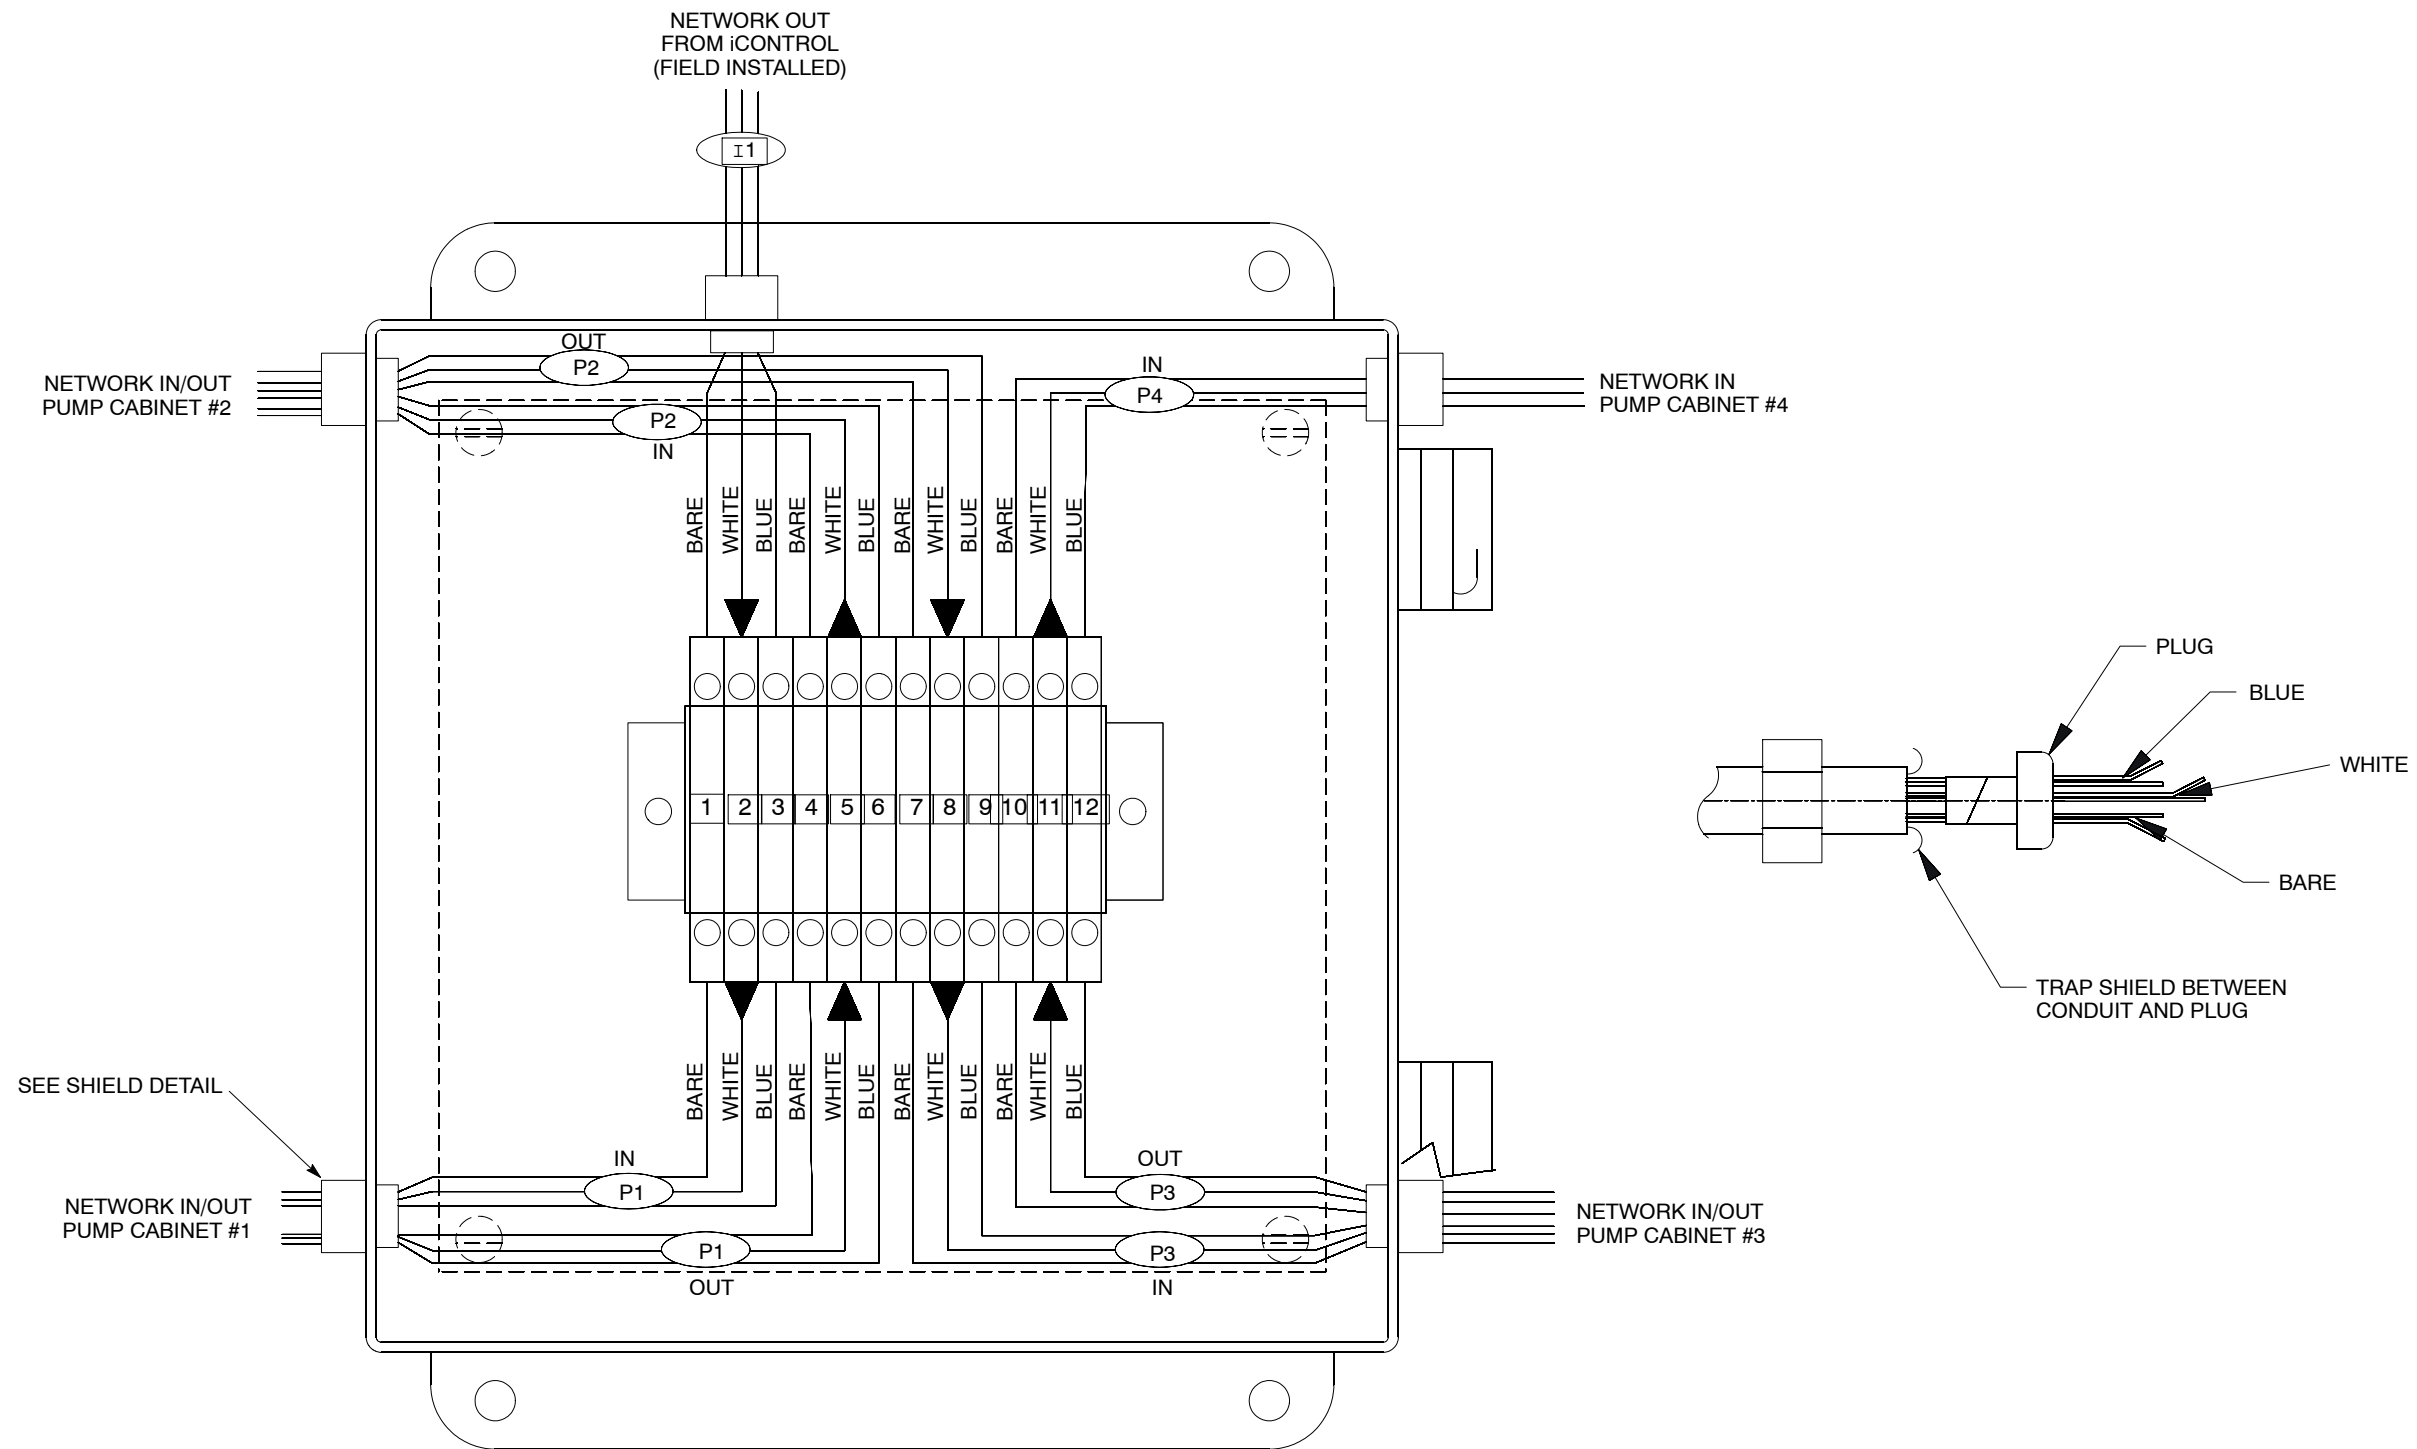 NETWORK OUT
FROM iCONTROL
(FIELD INSTALLED)
I1
OUT
P2
NETWORK IN/OUT
PUMP CABINET #2
P2
IN
IN
P4
NETWORK IN
PUMP CABINET #4
BARE
WHITE
BLUE
BARE
WHITE
BLUE
BARE
WHITE
BLUE
BARE
WHITE
BLUE
1 2 3 4 5 6 7 8 9 10 11 12
PLUG
BLUE
WHITE
BARE
TRAP SHIELD BETWEEN
CONDUIT AND PLUG
BARE
WHITE
BLUE
BARE
WHITE
BLUE
BARE
WHITE
BLUE
BARE
WHITE
BLUE
SEE SHIELD DETAIL
IN
P1
NETWORK IN/OUT
PUMP CABINET #1
P1
OUT
OUT
P3
NETWORK IN/OUT
PUMP CABINET #3
P3
IN